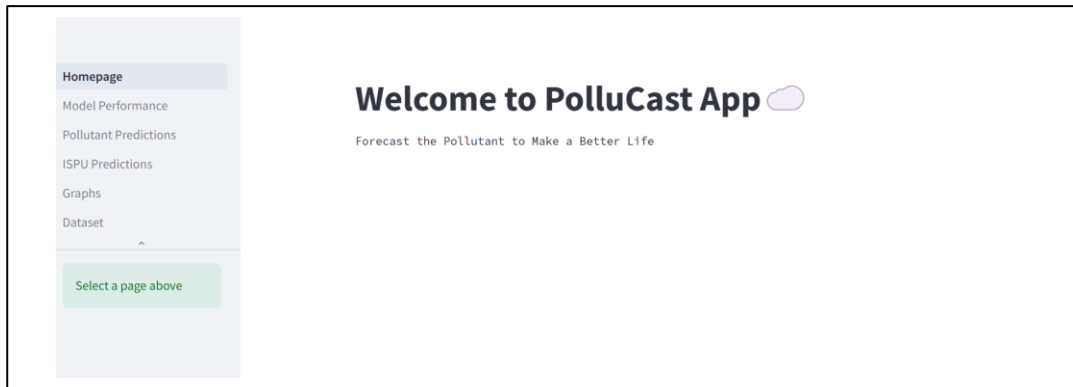 Homepage
Model Performance
Pollutant Predictions
ISPU Predictions
Graphs
Dataset
Select a page above
Welcome to PolluCast App
Forecast the Pollutant to Make a Better Life